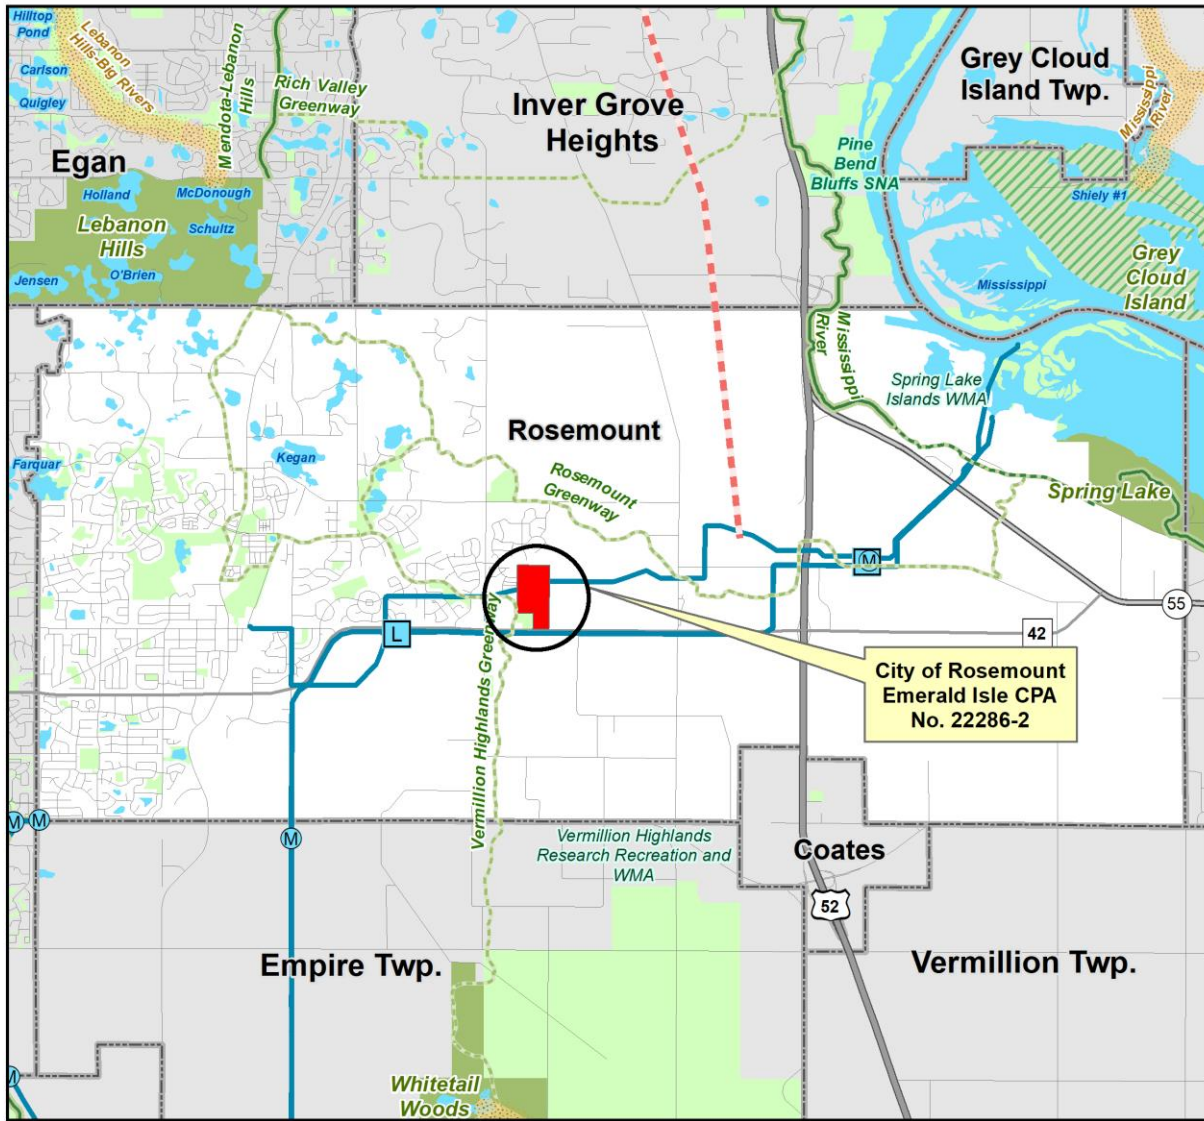 Hilltop
Pond
Carlson
Quigley
Lebanon
Hills-Big Rivers
Mendota-Lebanon
Hills
Rich Valley
Greenway
Egan
Holland
McDonough
Lebanon
Hills
Schultz
Jensen
O'Brien
Inver Grove
Heights
Pine
Bend
Bluffs SNA
Grey Cloud
Island Twp.
Mississippi
River
Shiely #1
Grey
Cloud
Island
Mississippi
Mississippi
River
Spring Lake
Islands WMA
Rosemount
Rosemount
Greenway
Farquar
Kegan
Spring Lake
M
L
55
42
City of Rosemount
Emerald Isle CPA
No. 22286-2
Vermillion Highlands Greenway
M
M
M
Vermillion Highlands
Research Recreation and
WMA
Coates
52
Empire Twp.
Vermillion Twp.
M
Whitetail
Woods